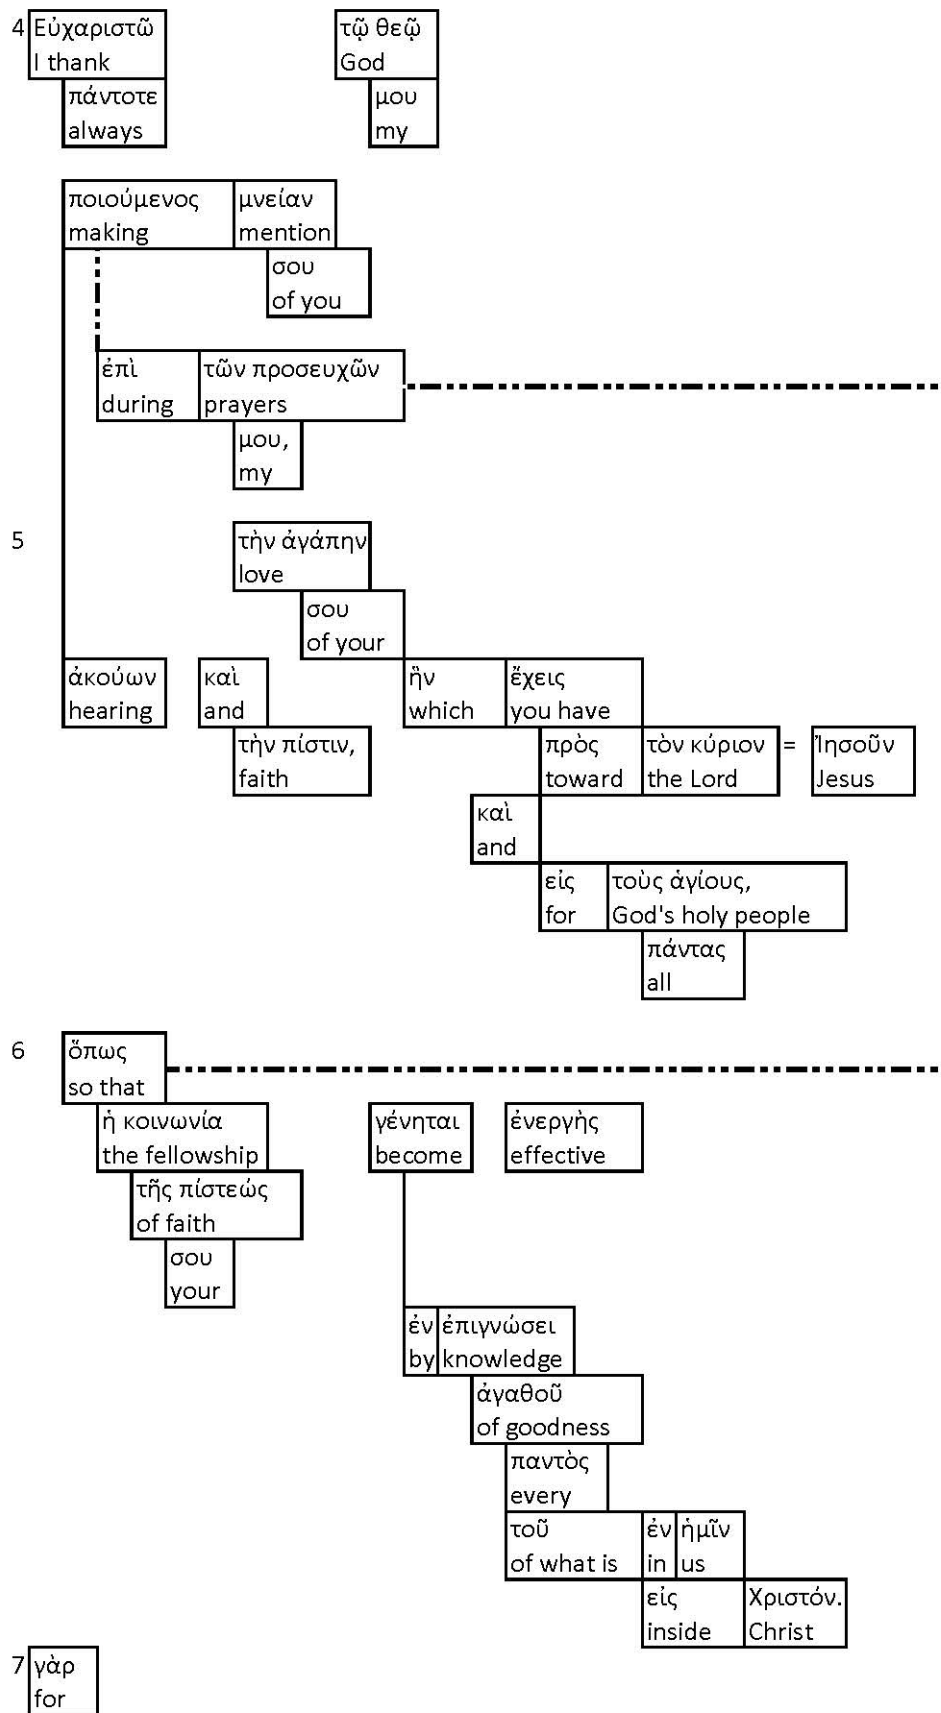 4 Εὐχαριστῶ τῷ θεῷ
I thank God
πάντοτε μου
always my
ποιούμενος μνείαν
making mention
σου
of you
ἐπὶ τῶν προσευχῶν
during prayers
μου,
my
5 τὴν ἀγάπην
love
σου
of your
ἀκούων καὶ ἣν ἔχεις
hearing and which you have
τὴν πίστιν, πρὸς τὸν κύριον = Ἰησοῦν
faith toward the Lord Jesus
καὶ
and
εἰς τοὺς ἁγίους,
for God's holy people
πάντας
all
6 ὅπως
so that
ἡ κοινωνία γένηται ἐνεργὴς
the fellowship become effective
τῆς πίστεώς
of faith
σου
your
ἐν ἐπιγνώσει
by knowledge
ἀγαθοῦ
of goodness
παντὸς
every
τοῦ ἐν ἡμῖν
of what is in us
εἰς Χριστόν.
inside Christ
7 γὰρ
for